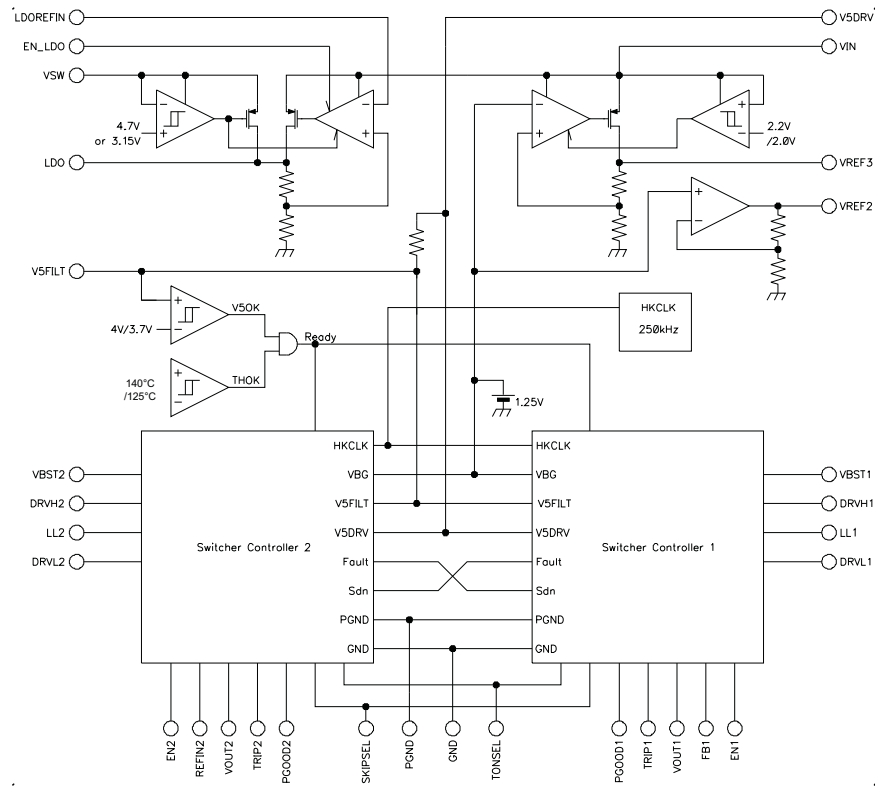 LDOREFIN
V5DRV
EN_LDO
VIN
VSW
4.7V
or 3.15V
2.2V
/2.0V
LDO
VREF3
VREF2
V5FILT
V5OK
4V/3.7V
Ready
HKCLK
250kHz
140°C
/125°C
THOK
1.25V
HKCLK
HKCLK
VBST2
VBG
VBG
VBST1
DRVH2
V5FILT
V5FILT
DRVH1
LL2
V5DRV
V5DRV
LL1
Switcher Controller 2
Switcher Controller 1
DRVL2
Fault
Fault
DRVL1
Sdn
Sdn
PGND
PGND
GND
GND
EN2
REFIN2
VOUT2
TRIP2
PGOOD2
SKIPSEL
PGND
GND
TONSEL
PGOOD1
TRIP1
VOUT1
FB1
EN1